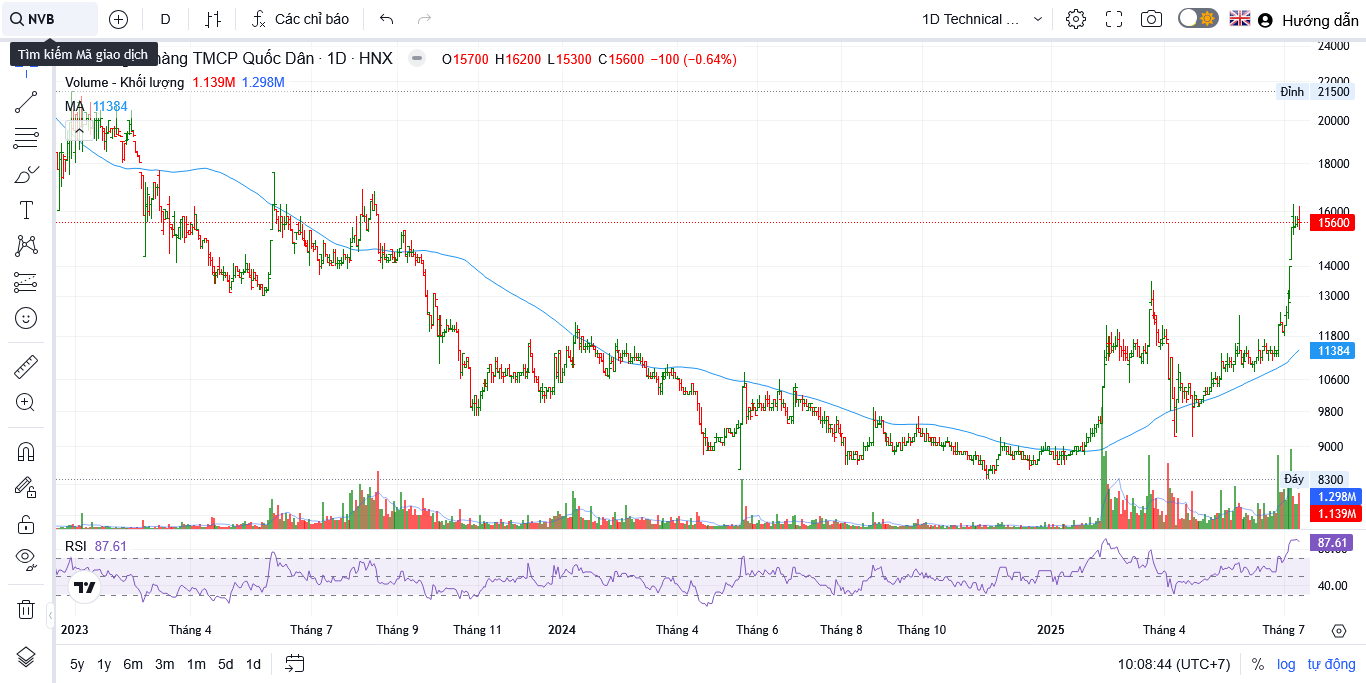 NVB
D
Các chỉ báo
1D Technical ...
Hướng dẫn
Tìm kiếm Mã giao dịch
hàng TMCP Quốc Dân · 1D · HNX
O15700 H16200 L15300 C15600 −100 (−0.64%)
Volume - Khối lượng 1.139M 1.298M
MA 11384
24000
22000
Đỉnh 21500
20000
18000
16000
15600
14000
13000
11800
11384
10600
9800
9000
Đáy 8300
1.298M
1.139M
RSI 87.61
87.61
40.00
2023 Tháng 4 Tháng 7 Tháng 9 Tháng 11 2024 Tháng 4 Tháng 6 Tháng 8 Tháng 10 2025 Tháng 4 Tháng 7
5y 1y 6m 3m 1m 5d 1d
10:08:44 (UTC+7) % log tự động